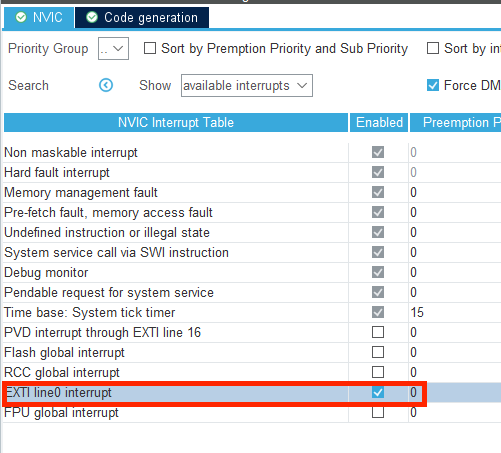 NVIC Code generation
Priority Group .. Sort by Premption Priority and Sub Priority Sort by in
Search Show available interrupts Force DM
NVIC Interrupt Table Enabled Preemption P
Non maskable interrupt 0
Hard fault interrupt 0
Memory management fault 0
Pre-fetch fault, memory access fault 0
Undefined instruction or illegal state 0
System service call via SWI instruction 0
Debug monitor 0
Pendable request for system service 0
Time base: System tick timer 15
PVD interrupt through EXTI line 16 0
Flash global interrupt 0
RCC global interrupt 0
EXTI line0 interrupt 0
FPU global interrupt 0